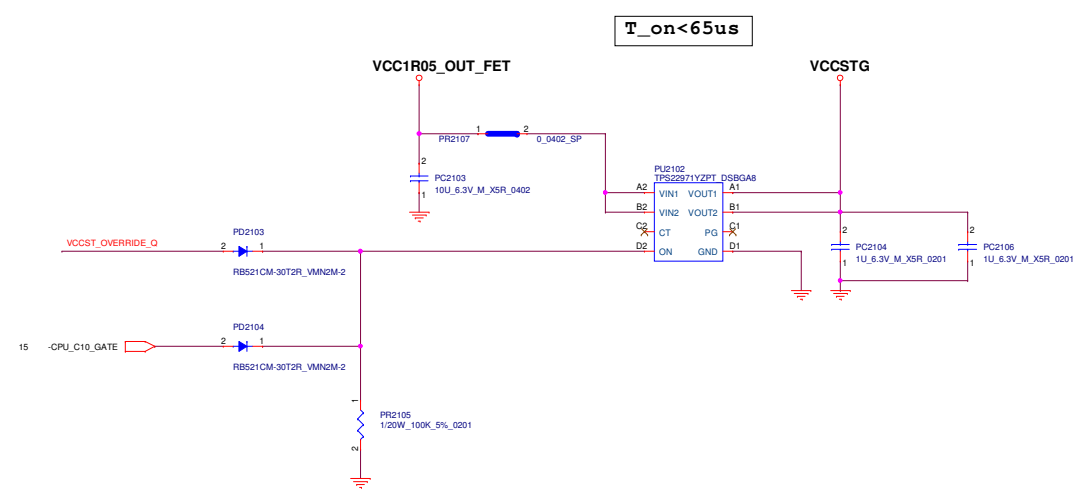 T_on<65us
VCC1R05_OUT_FET
VCCSTG
1
2
PR2107
0_0402_SP
2
PC2103
1
10U_6.3V_M_X5R_0402
PU2102
TPS22971YZPT_DSBGA8
A2
VIN1
VOUT1
A1
B2
VIN2
VOUT2
B1
C2
CT
PG
C1
D2
ON
GND
D1
2
PC2104
1
1U_6.3V_M_X5R_0201
2
PC2106
1
1U_6.3V_M_X5R_0201
VCCST_OVERRIDE_Q
PD2103
2
1
RB521CM-30T2R_VMN2M-2
15
-CPU_C10_GATE
PD2104
2
1
RB521CM-30T2R_VMN2M-2
1
PR2105
1/20W_100K_5%_0201
2